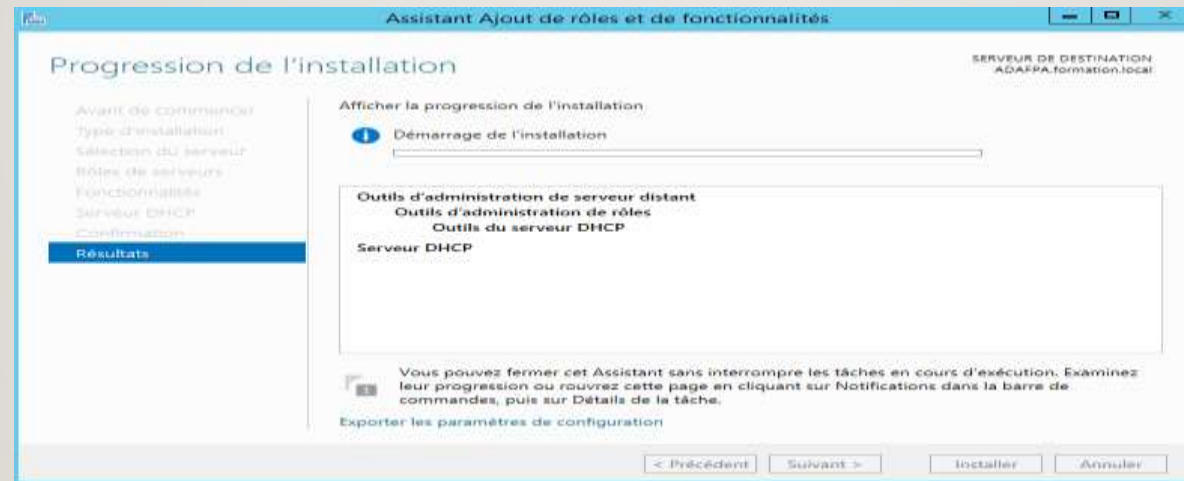 Assistant Ajout de rôles et de fonctionnalités
Progression de l'installation
SERVEUR DE DESTINATION
ADAFPA.formation.local
Avant de commencer
Type d'installation
Sélection du serveur
Rôles de serveurs
Fonctionnalités
Serveur DHCP
Confirmation
Résultats
Afficher la progression de l'installation
Démarrage de l'installation
Outils d'administration de serveur distant
Outils d'administration de rôles
Outils du serveur DHCP
Serveur DHCP
Vous pouvez fermer cet Assistant sans interrompre les tâches en cours d'exécution. Examinez
leur progression ou rouvrez cette page en cliquant sur Notifications dans la barre de
commandes, puis sur Détails de la tâche.
Exporter les paramètres de configuration
< Précédent
Suivant >
Installer
Annuler